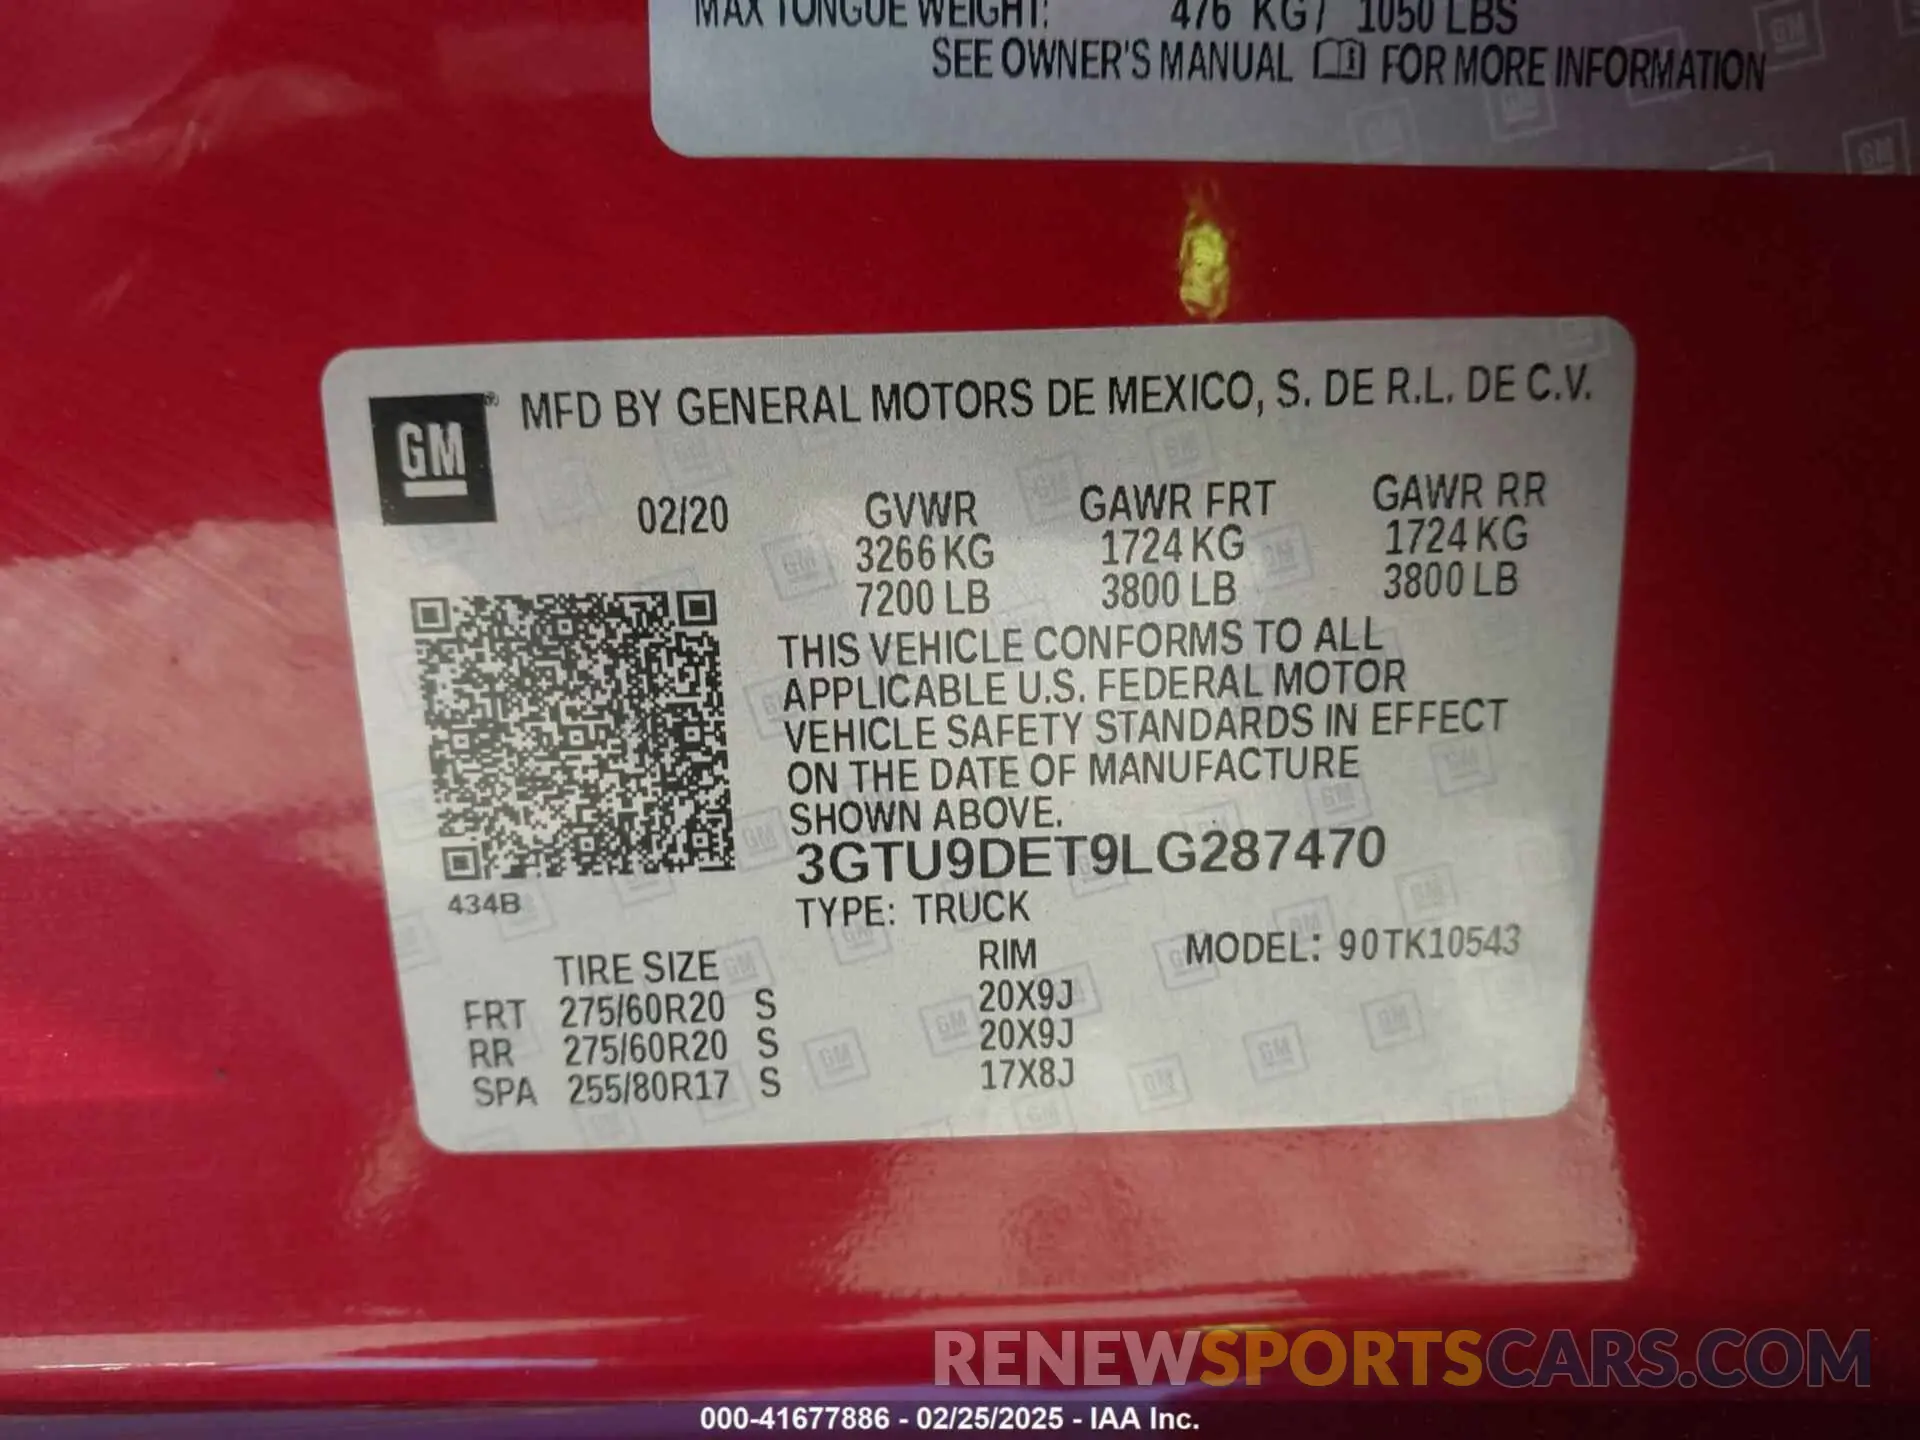 MAX TONGUE WEIGHT: 476 KG / 1050 LBS
SEE OWNER'S MANUAL FOR MORE INFORMATION
GM® MFD BY GENERAL MOTORS DE MEXICO, S. DE R.L. DE C.V.
02/20 GVWR GAWR FRT GAWR RR
3266 KG 1724 KG 1724 KG
7200 LB 3800 LB 3800 LB
THIS VEHICLE CONFORMS TO ALL
APPLICABLE U.S. FEDERAL MOTOR
VEHICLE SAFETY STANDARDS IN EFFECT
ON THE DATE OF MANUFACTURE
SHOWN ABOVE.
3GTU9DET9LG287470
434B
TYPE: TRUCK
TIRE SIZE RIM MODEL: 90TK10543
FRT 275/60R20 S 20X9J
RR 275/60R20 S 20X9J
SPA 255/80R17 S 17X8J
RENEWSPORTSCARS.COM
000-41677886 - 02/25/2025 - IAA Inc.